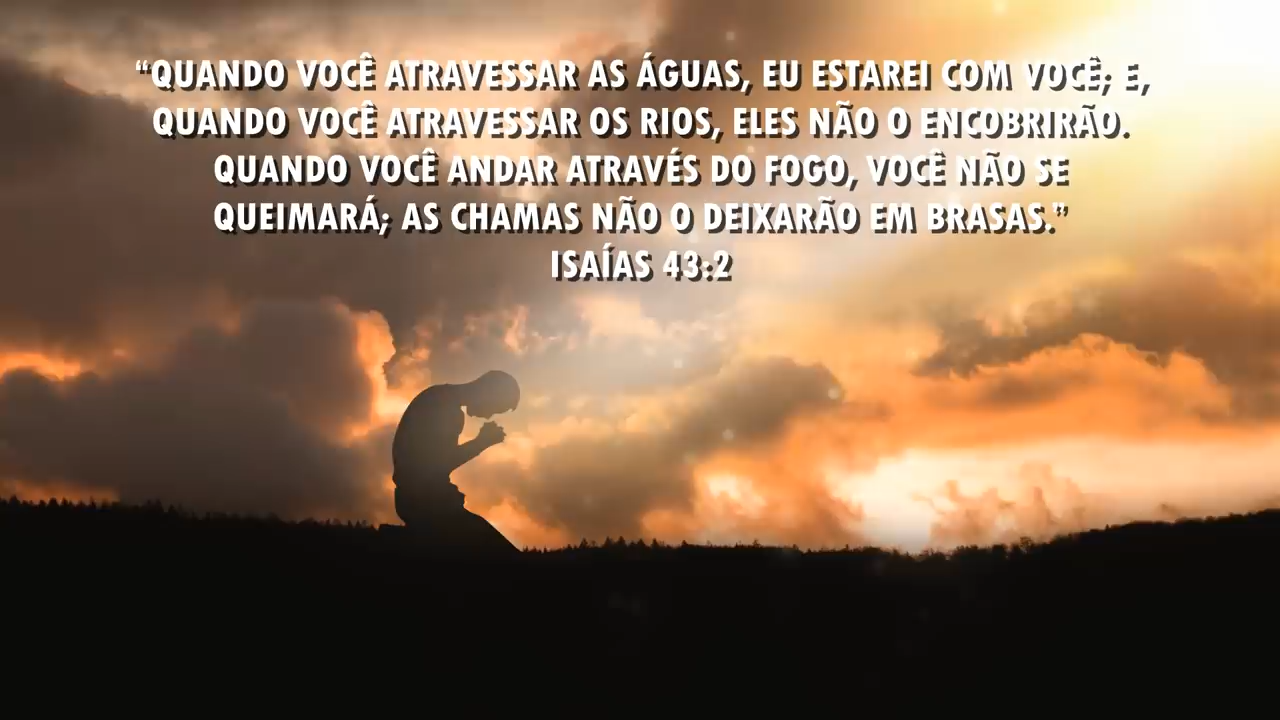 “QUANDO VOCÊ ATRAVESSAR AS ÁGUAS, EU ESTAREI COM VOCÊ; E,
QUANDO VOCÊ ATRAVESSAR OS RIOS, ELES NÃO O ENCOBRIRÃO.
QUANDO VOCÊ ANDAR ATRAVÉS DO FOGO, VOCÊ NÃO SE
QUEIMARÁ; AS CHAMAS NÃO O DEIXARÃO EM BRASAS.”
ISAÍAS 43:2